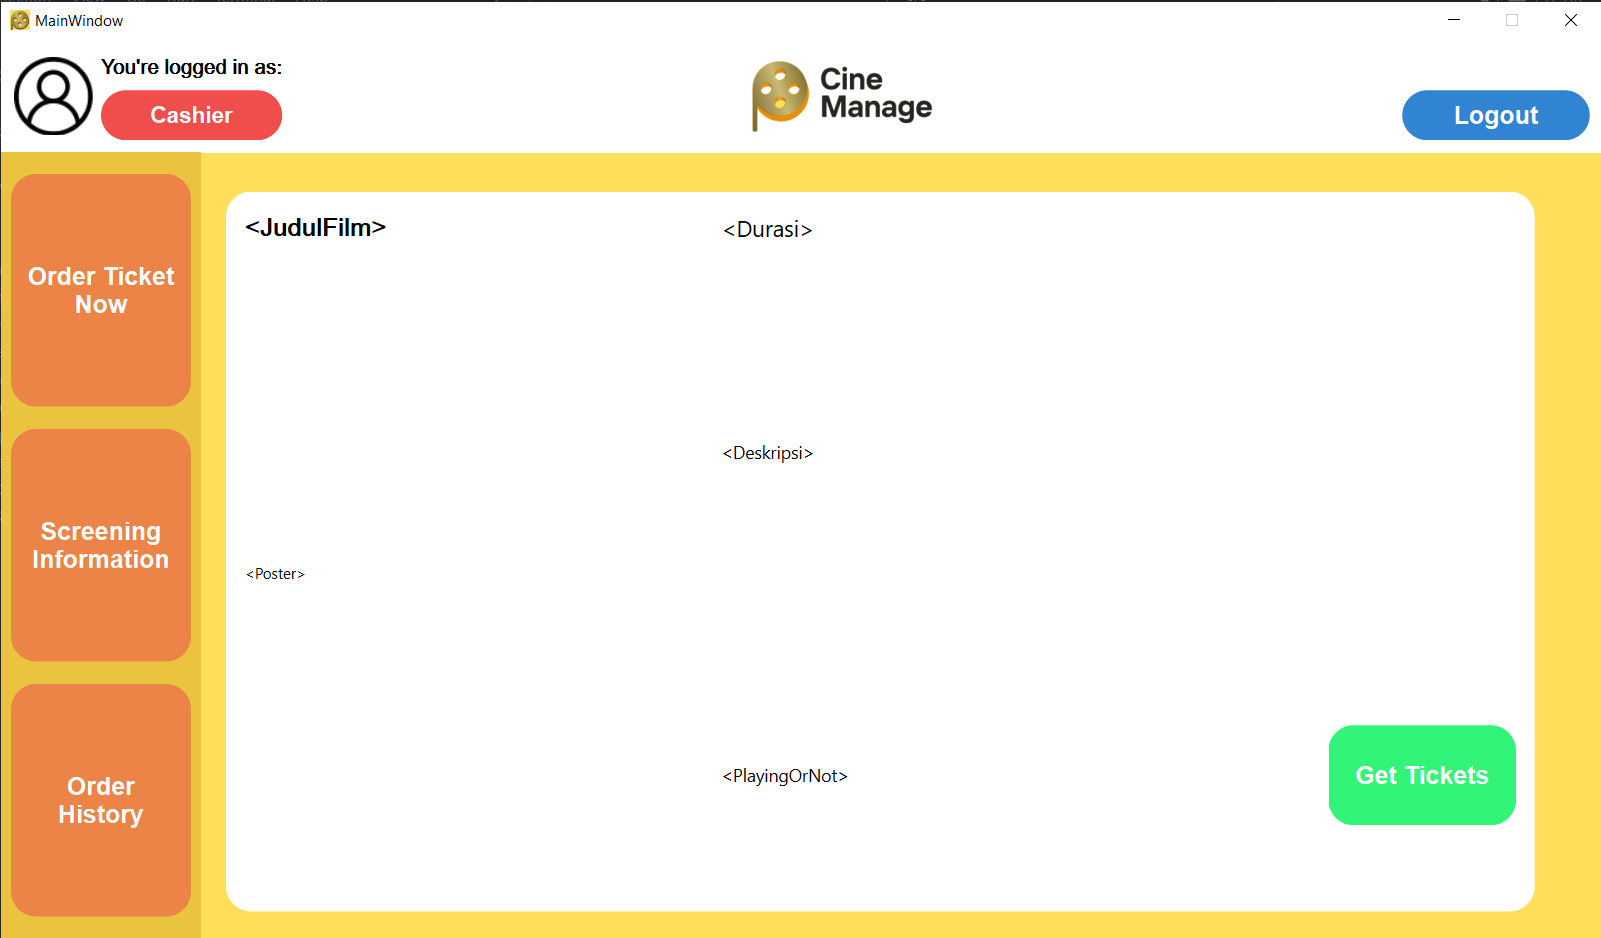 MainWindow
You're logged in as:
Cashier
Cine
Manage
Logout
Order Ticket
Now
Screening
Information
Order
History
<JudulFilm>
<Poster>
<Durasi>
<Deskripsi>
<PlayingOrNot>
Get Tickets